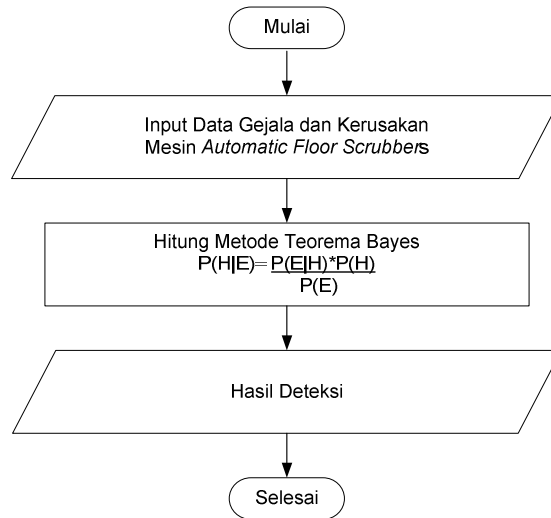 Mulai
Input Data Gejala dan Kerusakan
Mesin Automatic Floor Scrubbers
Hitung Metode Teorema Bayes
P(H|E)=P(E|H)*P(H)
P(E)
Hasil Deteksi
Selesai